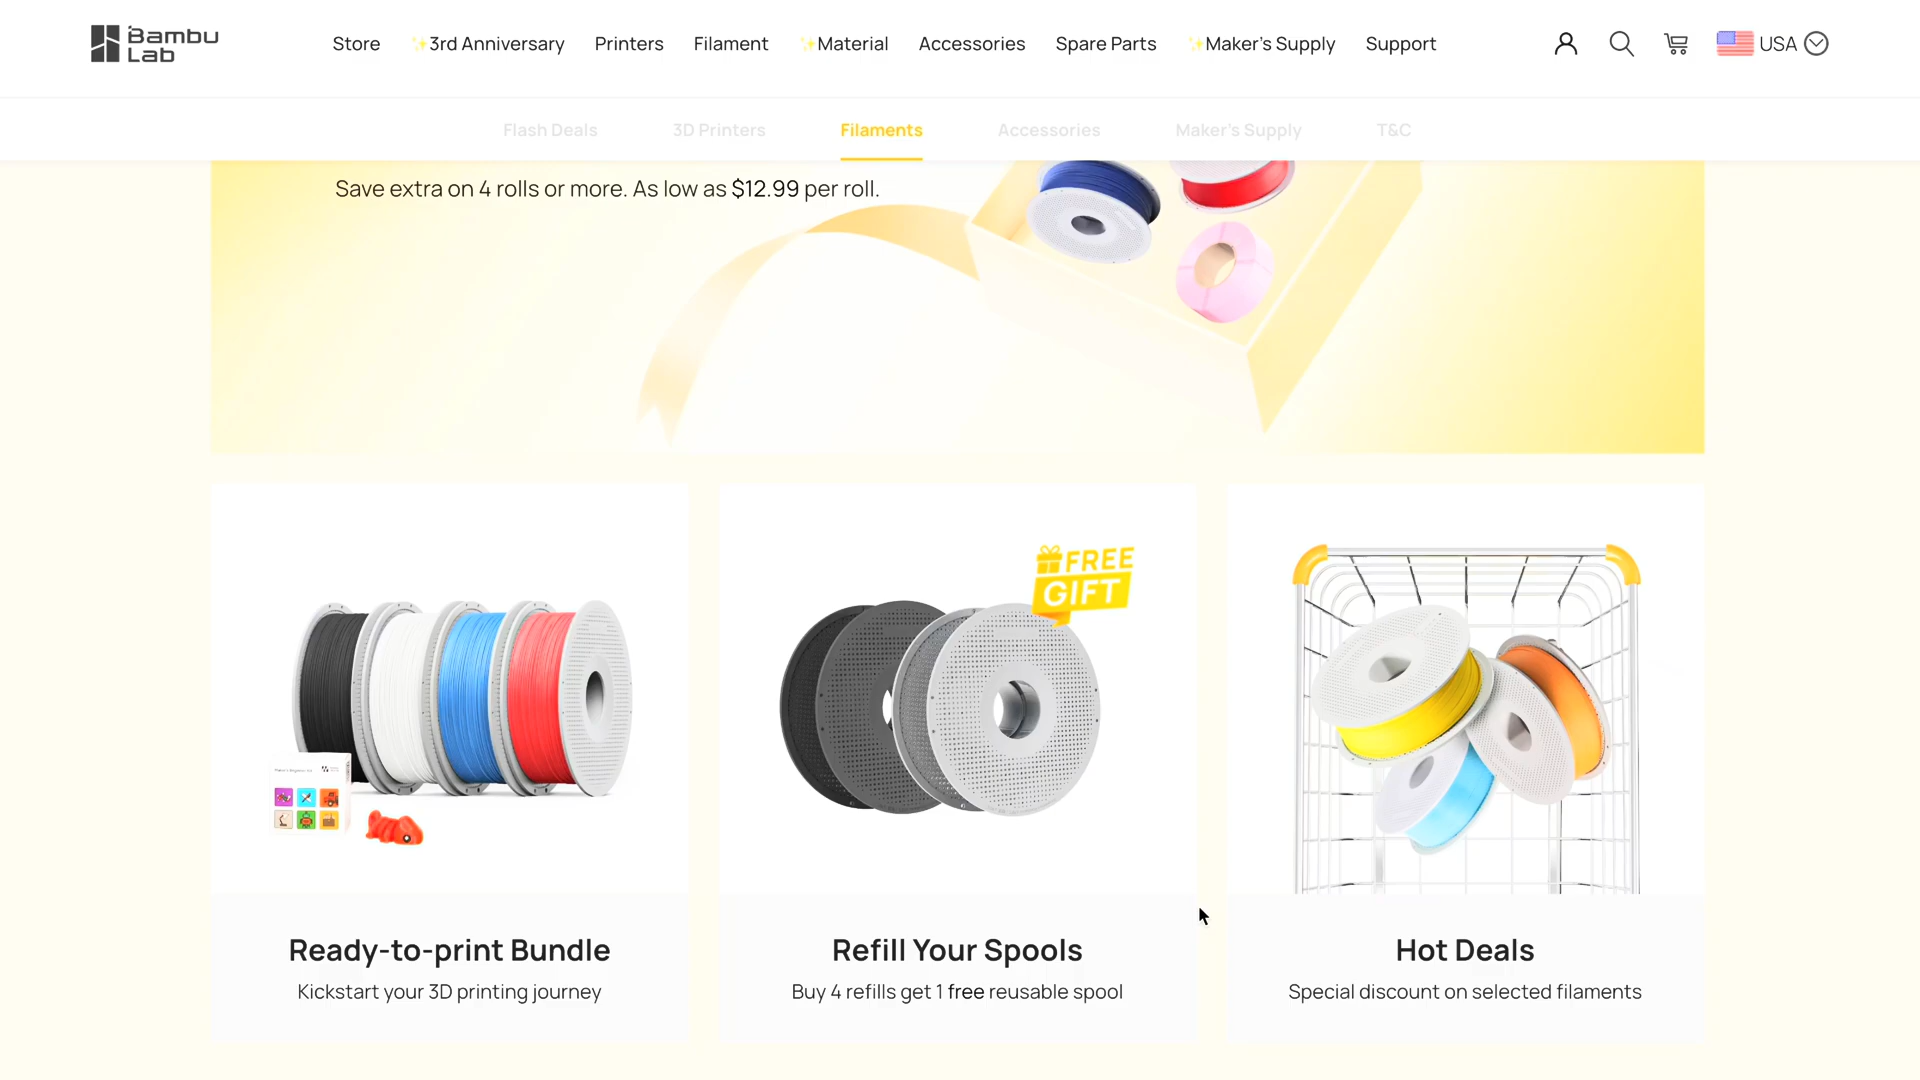 Bambu
Lab
Store
3rd Anniversary
Printers
Filament
Material
Accessories
Spare Parts
Maker's Supply
Support
USA
Flash Deals
3D Printers
Filaments
Accessories
Maker's Supply
T&C
Save extra on 4 rolls or more. As low as $12.99 per roll.
FREE
GIFT
Ready-to-print Bundle
Kickstart your 3D printing journey
Refill Your Spools
Buy 4 refills get 1 free reusable spool
Hot Deals
Special discount on selected filaments